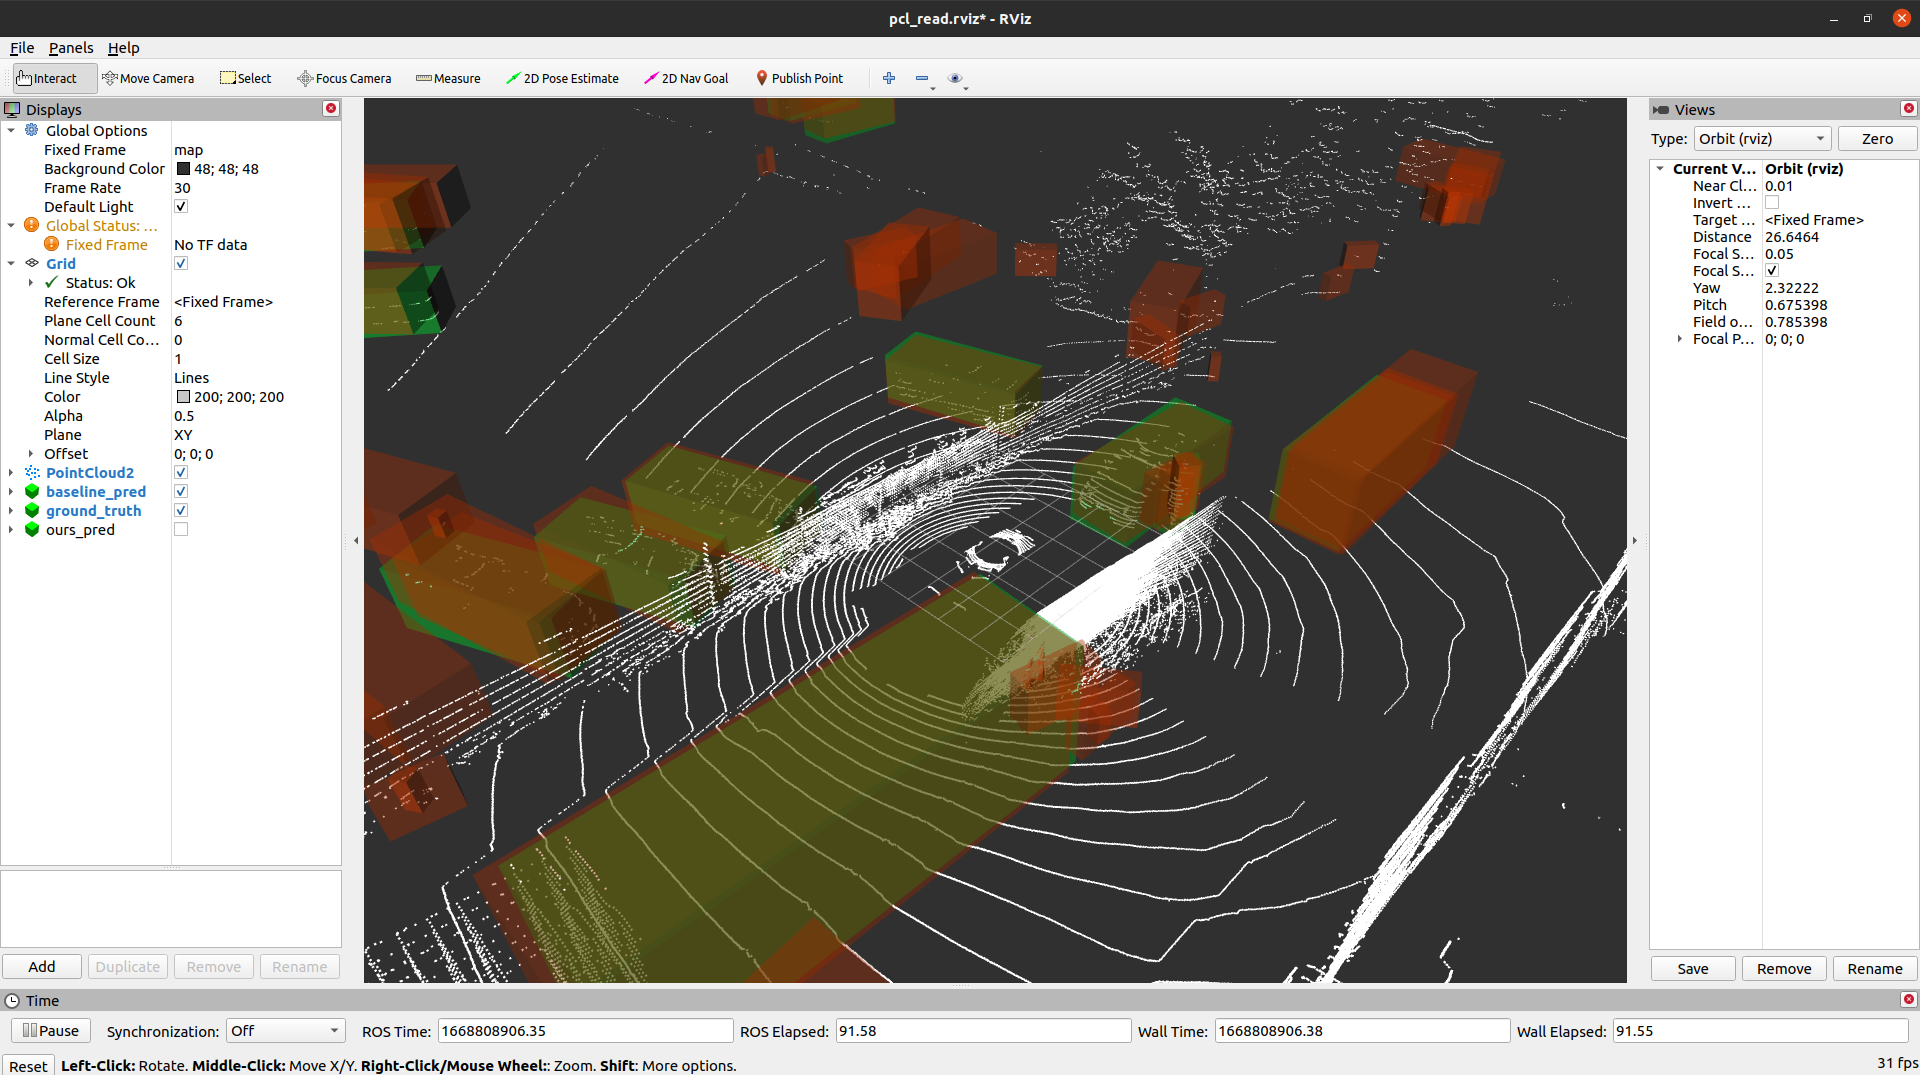 pcl_read.rviz* - RViz
File Panels Help
Interact Move Camera Select Focus Camera Measure 2D Pose Estimate 2D Nav Goal Publish Point
Displays
Global Options
Fixed Frame map
Background Color 48; 48; 48
Frame Rate 30
Default Light
Global Status: ...
Fixed Frame No TF data
Grid
Status: Ok
Reference Frame <Fixed Frame>
Plane Cell Count 6
Normal Cell Co... 0
Cell Size 1
Line Style Lines
Color 200; 200; 200
Alpha 0.5
Plane XY
Offset 0; 0; 0
PointCloud2
baseline_pred
ground_truth
ours_pred
Add Duplicate Remove Rename
Views
Type: Orbit (rviz) Zero
Current V... Orbit (rviz)
Near Cl... 0.01
Invert ...
Target ... <Fixed Frame>
Distance 26.6464
Focal S... 0.05
Focal S...
Yaw 2.32222
Pitch 0.675398
Field o... 0.785398
Focal P... 0; 0; 0
Save Remove Rename
Time
Pause Synchronization: Off ROS Time: 1668808906.35 ROS Elapsed: 91.58 Wall Time: 1668808906.38 Wall Elapsed: 91.55
Reset Left-Click: Rotate. Middle-Click: Move X/Y. Right-Click/Mouse Wheel:: Zoom. Shift: More options. 31 fps